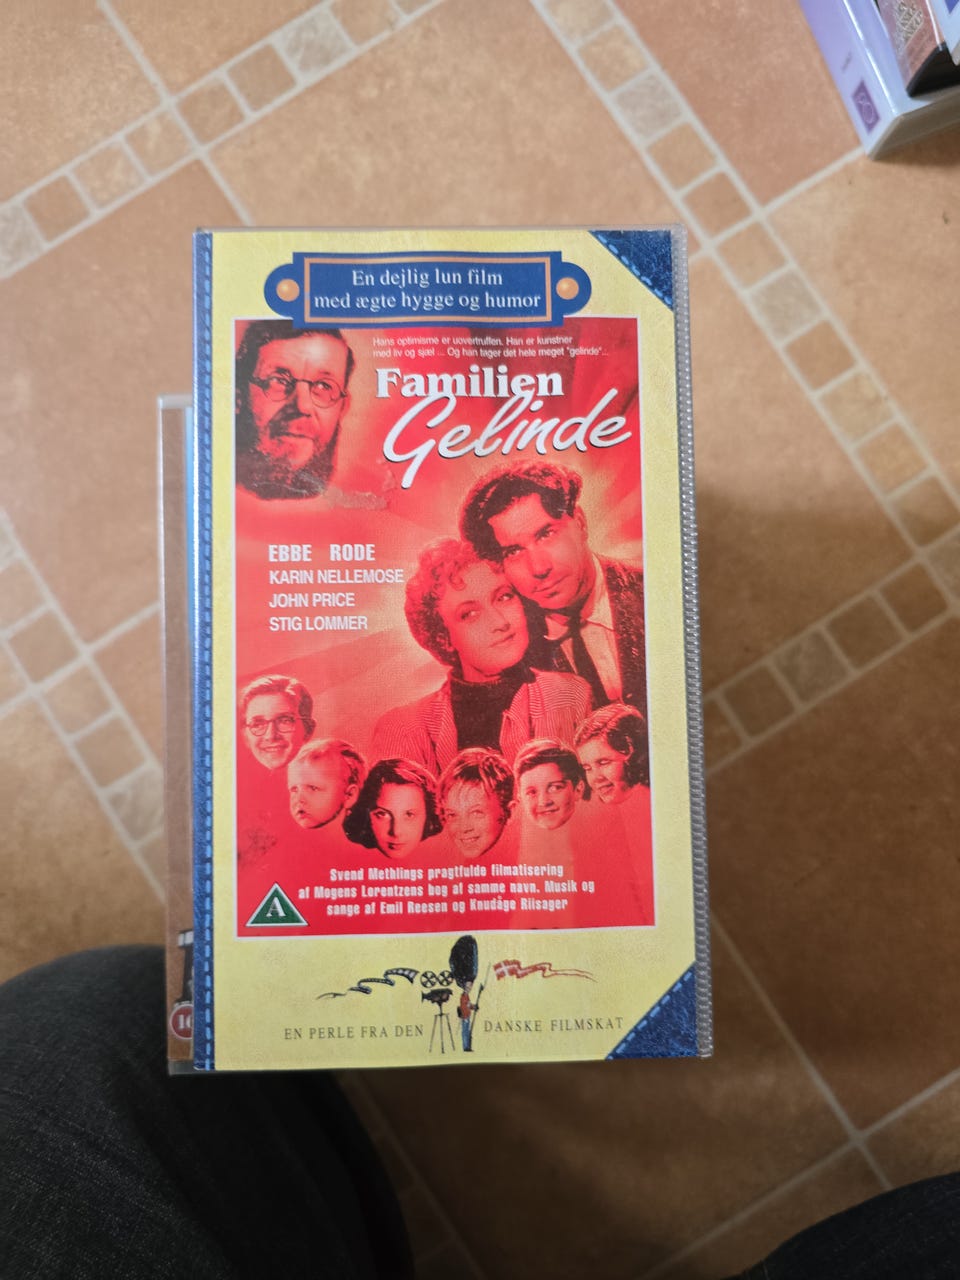 En dejlig lun film
med ægte hygge og humor
Hans optimisme er uovertruffen. Han er kunstner
med liv og sjæl ... Og han tager det hele meget "gelinde"...
Familien
Gelinde
EBBE RODE
KARIN NELLEMOSE
JOHN PRICE
STIG LOMMER
Svend Methlings pragtfulde filmatisering
af Mogens Lorentzens bog af samme navn. Musik og
sange af Emil Reesen og Knudåge Riisager
A
EN PERLE FRA DEN DANSKE FILMSKAT